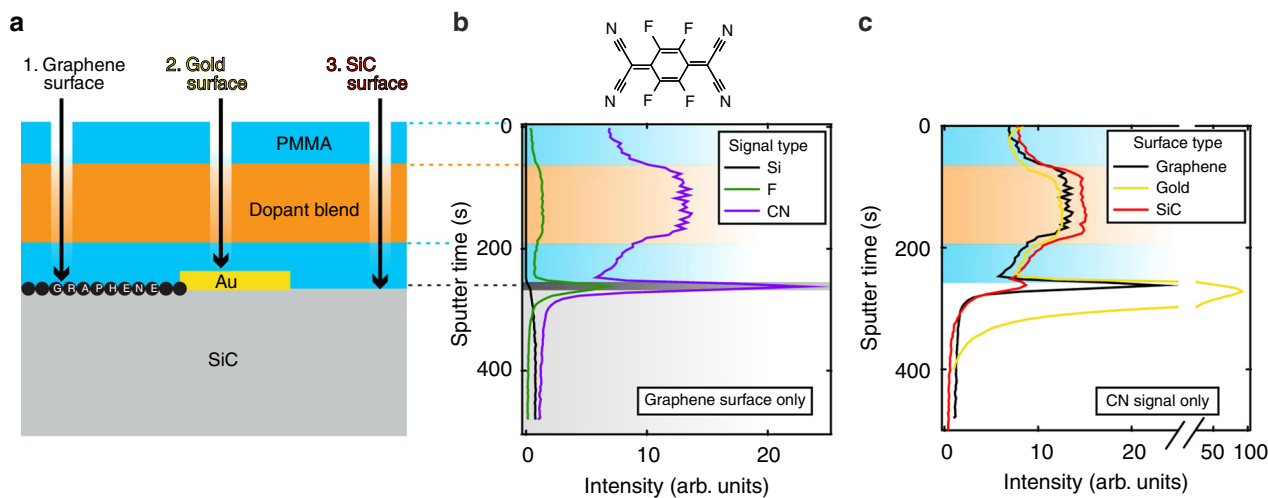 a
1. Graphene
surface
2. Gold
surface
3. SiC
surface
PMMA
Dopant blend
Au
GRAPHENE
SiC
b
N
N
F
F
N
N
F
F
0
200
400
Sputter time (s)
Signal type
Si
F
CN
Graphene surface only
0
10
20
Intensity (arb. units)
c
0
200
400
Sputter time (s)
Surface type
Graphene
Gold
SiC
CN signal only
0
10
20
50
100
Intensity (arb. units)